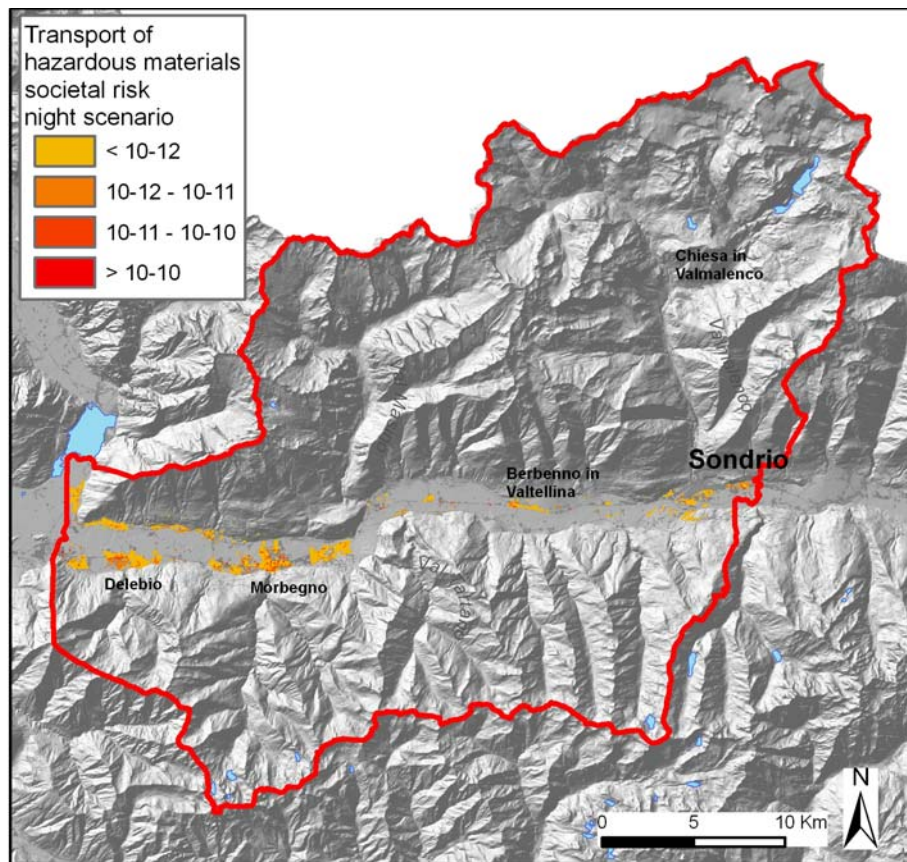 Transport of
hazardous materials
societal risk
night scenario
< 10-12
10-12 - 10-11
10-11 - 10-10
> 10-10
Chiesa in
Valmalenco
Sondrio
Berbenno in
Valtellina
Delebio
Morbegno
N
0 5 10 Km